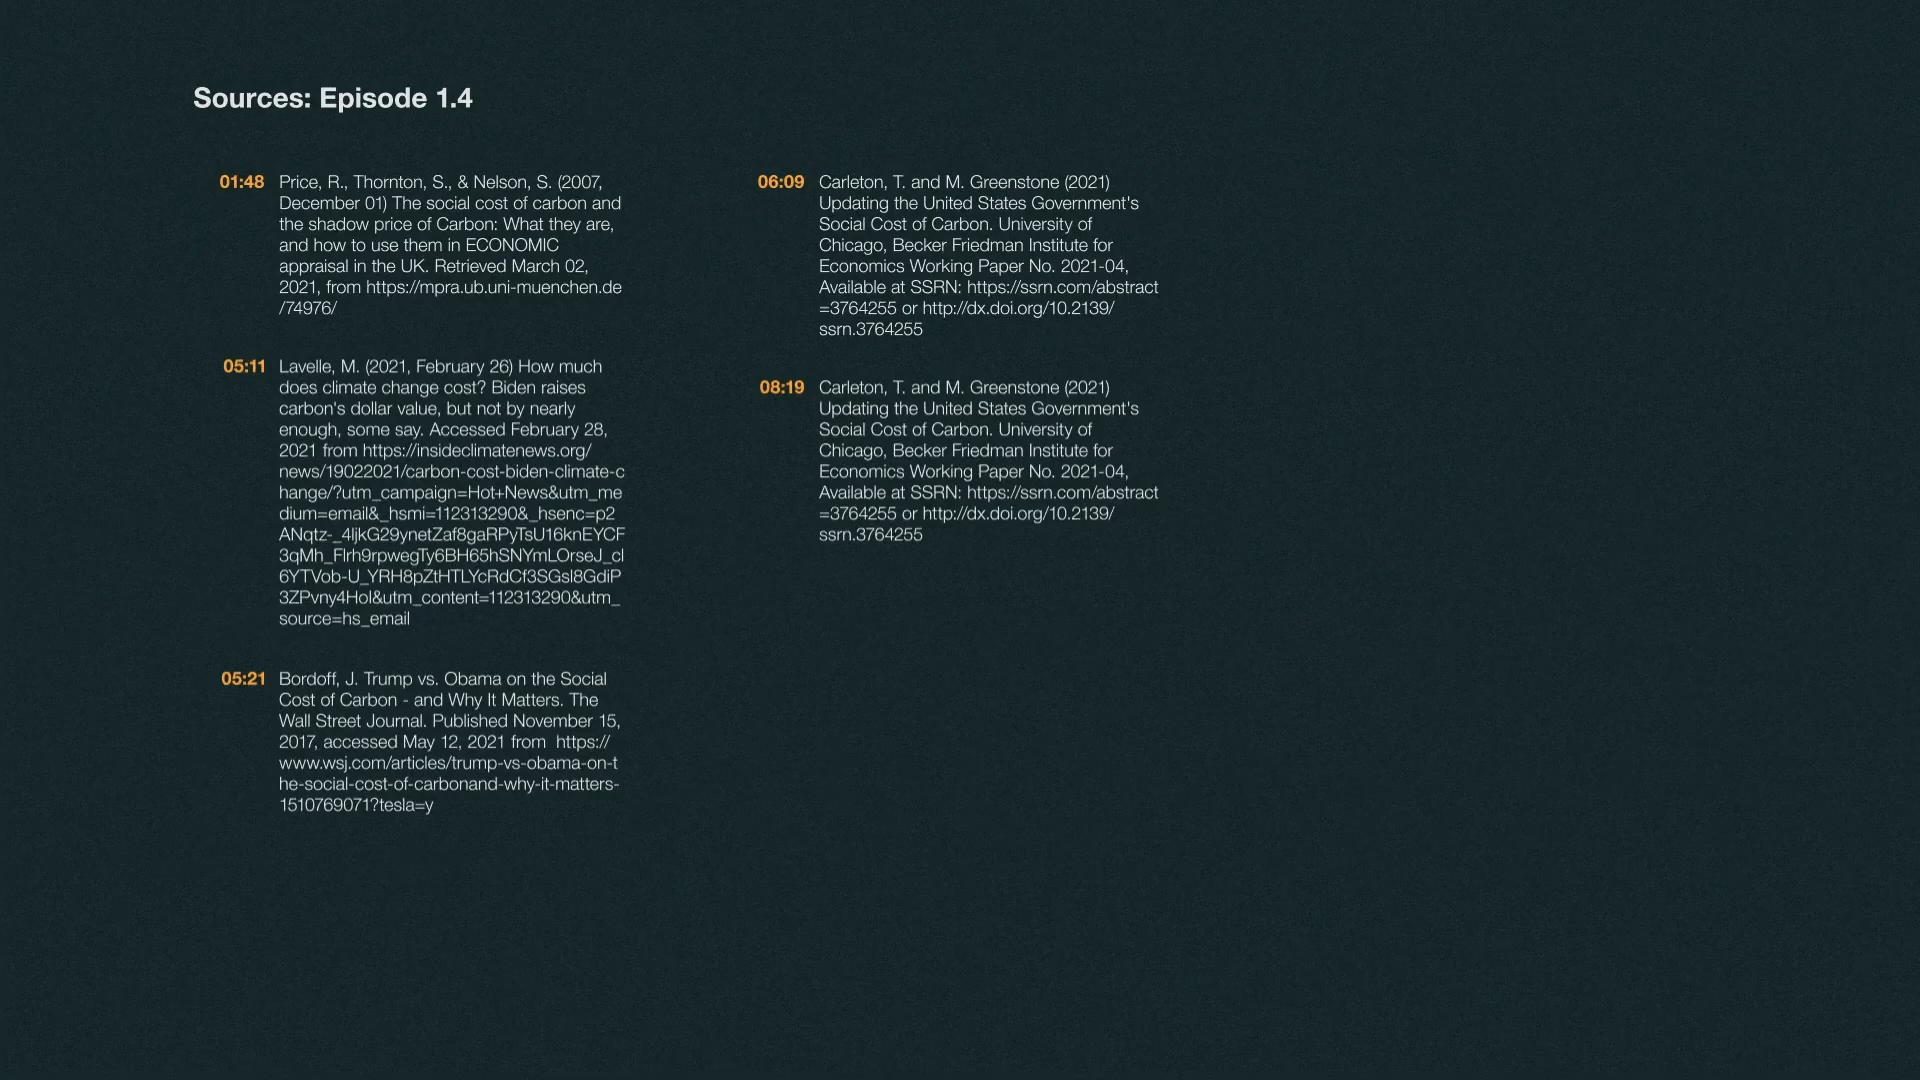 Sources: Episode 1.4
01:48 Price, R., Thornton, S., & Nelson, S. (2007,
December 01) The social cost of carbon and
the shadow price of Carbon: What they are,
and how to use them in ECONOMIC
appraisal in the UK. Retrieved March 02,
2021, from https://mpra.ub.uni-muenchen.de
/74976/
05:11 Lavelle, M. (2021, February 26) How much
does climate change cost? Biden raises
carbon's dollar value, but not by nearly
enough, some say. Accessed February 28,
2021 from https://insideclimatenews.org/
news/19022021/carbon-cost-biden-climate-c
hange/?utm_campaign=Hot+News&utm_me
dium=email&_hsmi=112313290&_hsenc=p2
ANqtz-_4ljkG29ynetZaf8gaRPyTsU16knEYCF
3qMh_Flrh9rpwegTy6BH65hSNYmLOrseJ_cl
6YTVob-U_YRH8pZtHTLYcRdCf3SGsl8GdiP
3ZPvny4Hol&utm_content=112313290&utm_
source=hs_email
05:21 Bordoff, J. Trump vs. Obama on the Social
Cost of Carbon - and Why It Matters. The
Wall Street Journal. Published November 15,
2017, accessed May 12, 2021 from  https://
www.wsj.com/articles/trump-vs-obama-on-t
he-social-cost-of-carbonand-why-it-matters-
1510769071?tesla=y
06:09 Carleton, T. and M. Greenstone (2021)
Updating the United States Government's
Social Cost of Carbon. University of
Chicago, Becker Friedman Institute for
Economics Working Paper No. 2021-04,
Available at SSRN: https://ssrn.com/abstract
=3764255 or http://dx.doi.org/10.2139/
ssrn.3764255
08:19 Carleton, T. and M. Greenstone (2021)
Updating the United States Government's
Social Cost of Carbon. University of
Chicago, Becker Friedman Institute for
Economics Working Paper No. 2021-04,
Available at SSRN: https://ssrn.com/abstract
=3764255 or http://dx.doi.org/10.2139/
ssrn.3764255